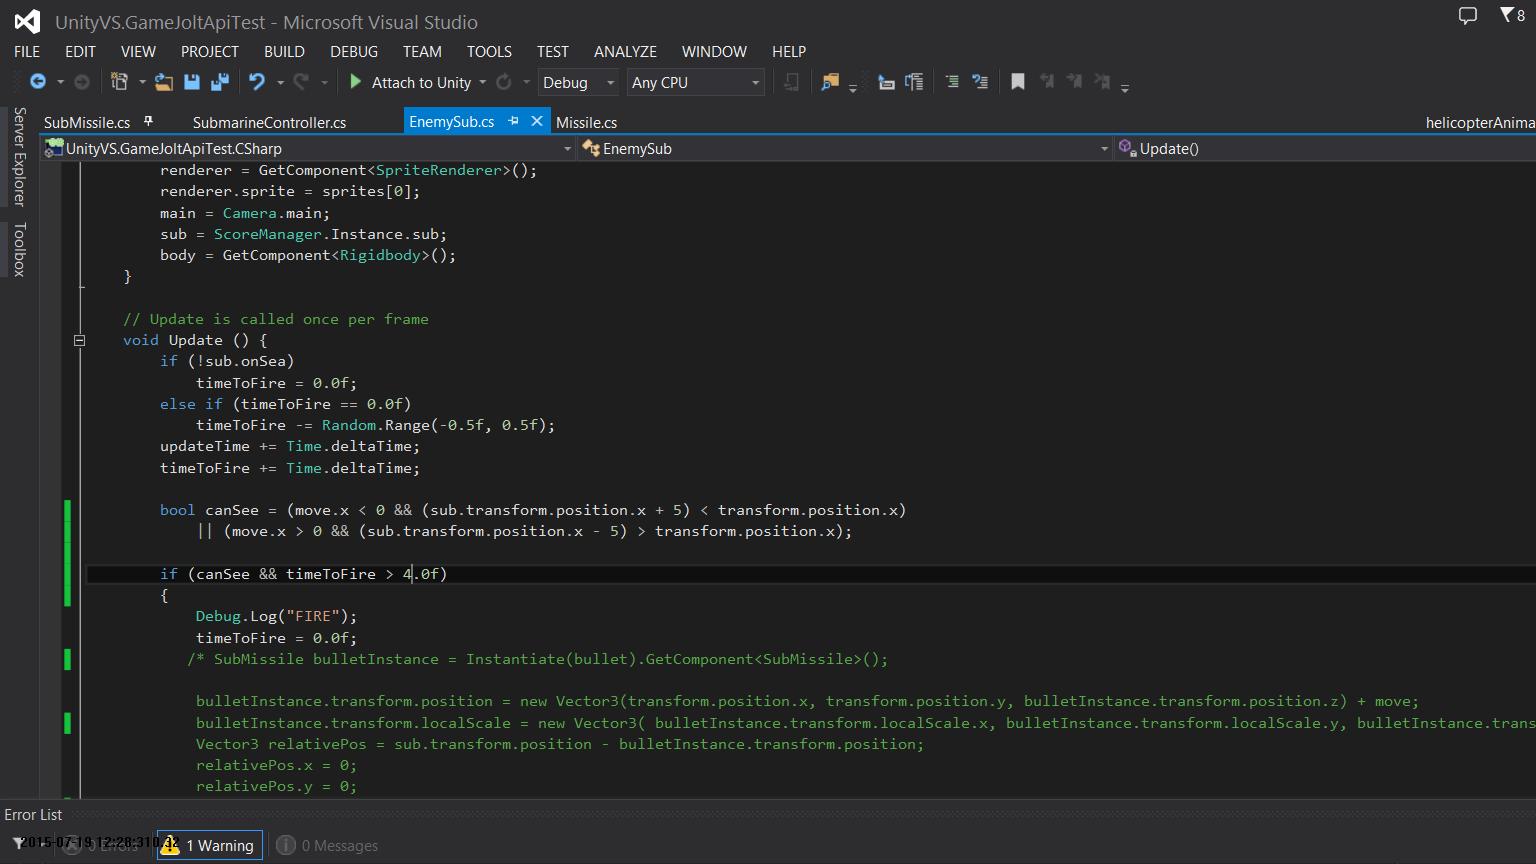 UnityVS.GameJoltApiTest - Microsoft Visual Studio
8
FILE EDIT VIEW PROJECT BUILD DEBUG TEAM TOOLS TEST ANALYZE WINDOW HELP
Attach to Unity Debug Any CPU
Server Explorer
Toolbox
SubMissile.cs SubmarineController.cs EnemySub.cs Missile.cs helicopterAnima
UnityVS.GameJoltApiTest.CSharp EnemySub Update()
renderer = GetComponent<SpriteRenderer>();
renderer.sprite = sprites[0];
main = Camera.main;
sub = ScoreManager.Instance.sub;
body = GetComponent<Rigidbody>();
}
// Update is called once per frame
void Update () {
if (!sub.onSea)
timeToFire = 0.0f;
else if (timeToFire == 0.0f)
timeToFire -= Random.Range(-0.5f, 0.5f);
updateTime += Time.deltaTime;
timeToFire += Time.deltaTime;
bool canSee = (move.x < 0 && (sub.transform.position.x + 5) < transform.position.x)
|| (move.x > 0 && (sub.transform.position.x - 5) > transform.position.x);
if (canSee && timeToFire > 4.0f)
{
Debug.Log("FIRE");
timeToFire = 0.0f;
/* SubMissile bulletInstance = Instantiate(bullet).GetComponent<SubMissile>();
bulletInstance.transform.position = new Vector3(transform.position.x, transform.position.y, bulletInstance.transform.position.z) + move;
bulletInstance.transform.localScale = new Vector3( bulletInstance.transform.localScale.x, bulletInstance.transform.localScale.y, bulletInstance.trans
Vector3 relativePos = sub.transform.position - bulletInstance.transform.position;
relativePos.x = 0;
relativePos.y = 0;
Error List
0 Errors 1 Warning 0 Messages